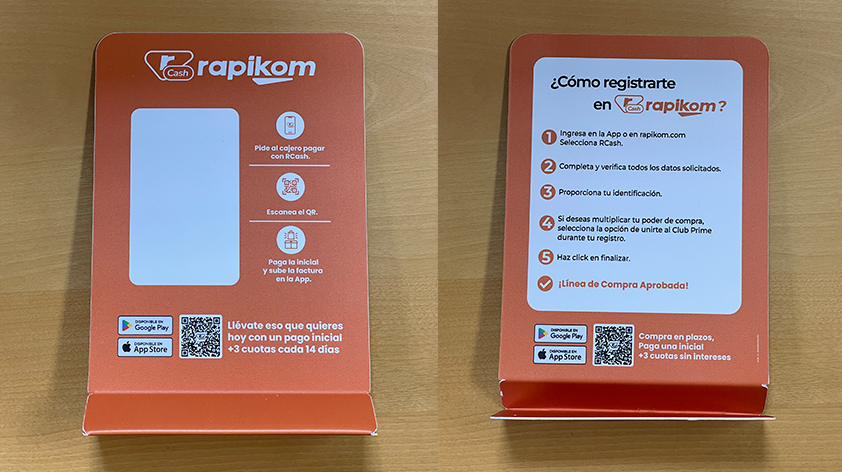 Cash rapikom
Pide al cajero pagar
con RCash.
Escanea el QR.
Paga la inicial
y sube la factura
en la App.
DISPONIBLE EN
Google Play
DISPONIBLE EN
App Store
Llévate eso que quieres
hoy con un pago inicial
+3 cuotas cada 14 días
¿Cómo registrarte
en Cash rapikom?
1 Ingresa en la App o en rapikom.com
Selecciona RCash.
2 Completa y verifica todos los datos solicitados.
3 Proporciona tu identificación.
4 Si deseas multiplicar tu poder de compra,
selecciona la opción de unirte al Club Prime
durante tu registro.
5 Haz click en finalizar.
¡Línea de Compra Aprobada!
DISPONIBLE EN
Google Play
DISPONIBLE EN
App Store
Compra en plazos,
Paga una inicial
+3 cuotas sin intereses